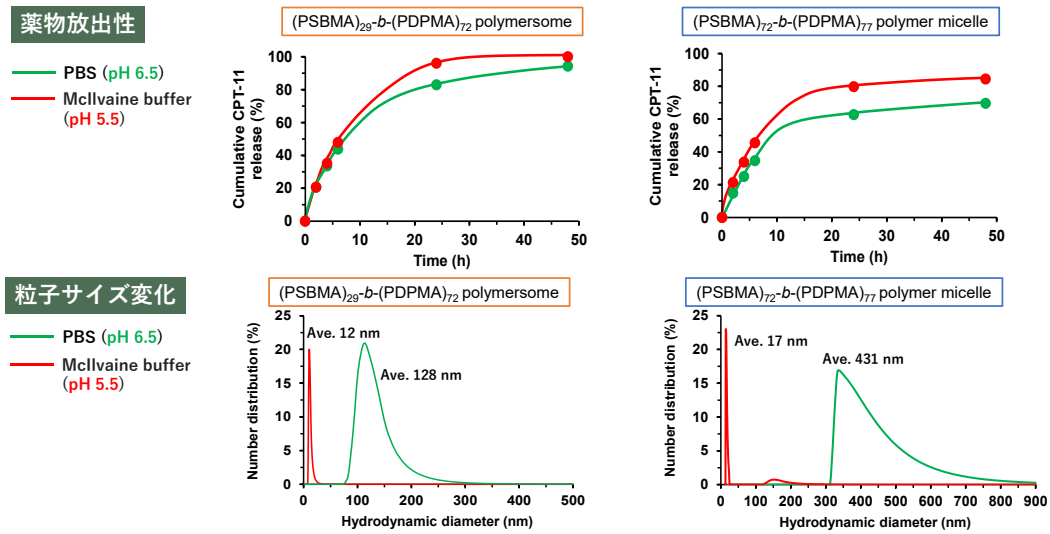 薬物放出性
PBS (pH 6.5)
McIlvaine buffer
(pH 5.5)
(PSBMA)29-b-(PDPMA)72 polymersome
Cumulative CPT-11
release (%)
100
80
60
40
20
0
0 10 20 30 40 50
Time (h)
(PSBMA)72-b-(PDPMA)77 polymer micelle
Cumulative CPT-11
release (%)
100
80
60
40
20
0
0 10 20 30 40 50
Time (h)
粒子サイズ変化
PBS (pH 6.5)
McIlvaine buffer
(pH 5.5)
(PSBMA)29-b-(PDPMA)72 polymersome
Number distribution (%)
25
20
15
10
5
0
Ave. 12 nm
Ave. 128 nm
0 100 200 300 400 500
Hydrodynamic diameter (nm)
(PSBMA)72-b-(PDPMA)77 polymer micelle
Number distribution (%)
25
20
15
10
5
0
Ave. 17 nm
Ave. 431 nm
0 100 200 300 400 500 600 700 800 900
Hydrodynamic diameter (nm)